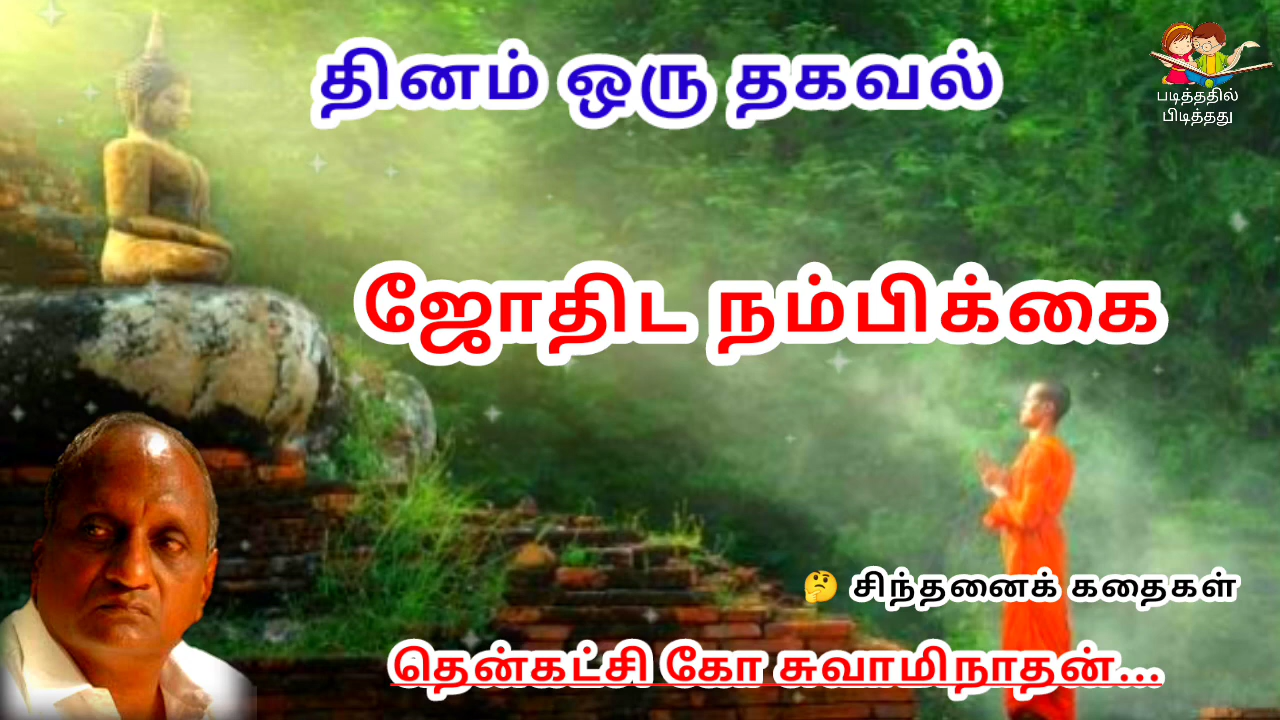 தினம் ஒரு தகவல்
படித்ததில்
பிடித்தது
ஜோதிட நம்பிக்கை
🤔 சிந்தனைக் கதைகள்
தென்கட்சி கோ சுவாமிநாதன்...